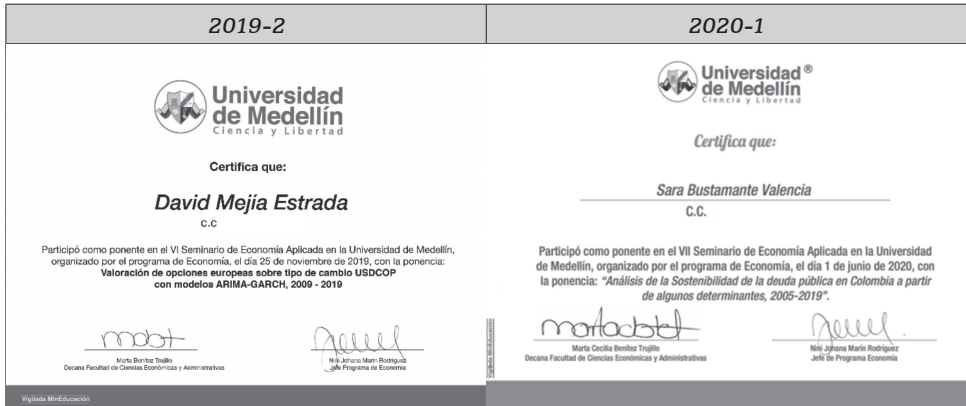 2019-2
Universidad
de Medellín
Ciencia y Libertad
Certifica que:
David Mejía Estrada
C.C
Participó como ponente en el VI Seminario de Economía Aplicada en la Universidad de Medellín,
organizado por el programa de Economía, el día 25 de noviembre de 2019, con la ponencia:
Valoración de opciones europeas sobre tipo de cambio USDCOP
con modelos ARIMA-GARCH, 2009 - 2019
Marta Benítez Trujillo
Decana Facultad de Ciencias Económicas y Administrativas
Nini Johana Marín Rodríguez
Jefe Programa de Economía
Vigilada MinEducación
2020-1
Universidad®
de Medellín
Ciencia y Libertad
Certifica que:
Sara Bustamante Valencia
C.C.
Participó como ponente en el VII Seminario de Economía Aplicada en la Universidad
de Medellín, organizado por el programa de Economía, el día 1 de junio de 2020, con
la ponencia: "Análisis de la Sostenibilidad de la deuda pública en Colombia a partir
de algunos determinantes, 2005-2019".
Marta Cecilia Benítez Trujillo
Decana Facultad de Ciencias Económicas y Administrativas
Nini Johana Marín Rodríguez
Jefe de Programa Economía
Vigilada MinEducación